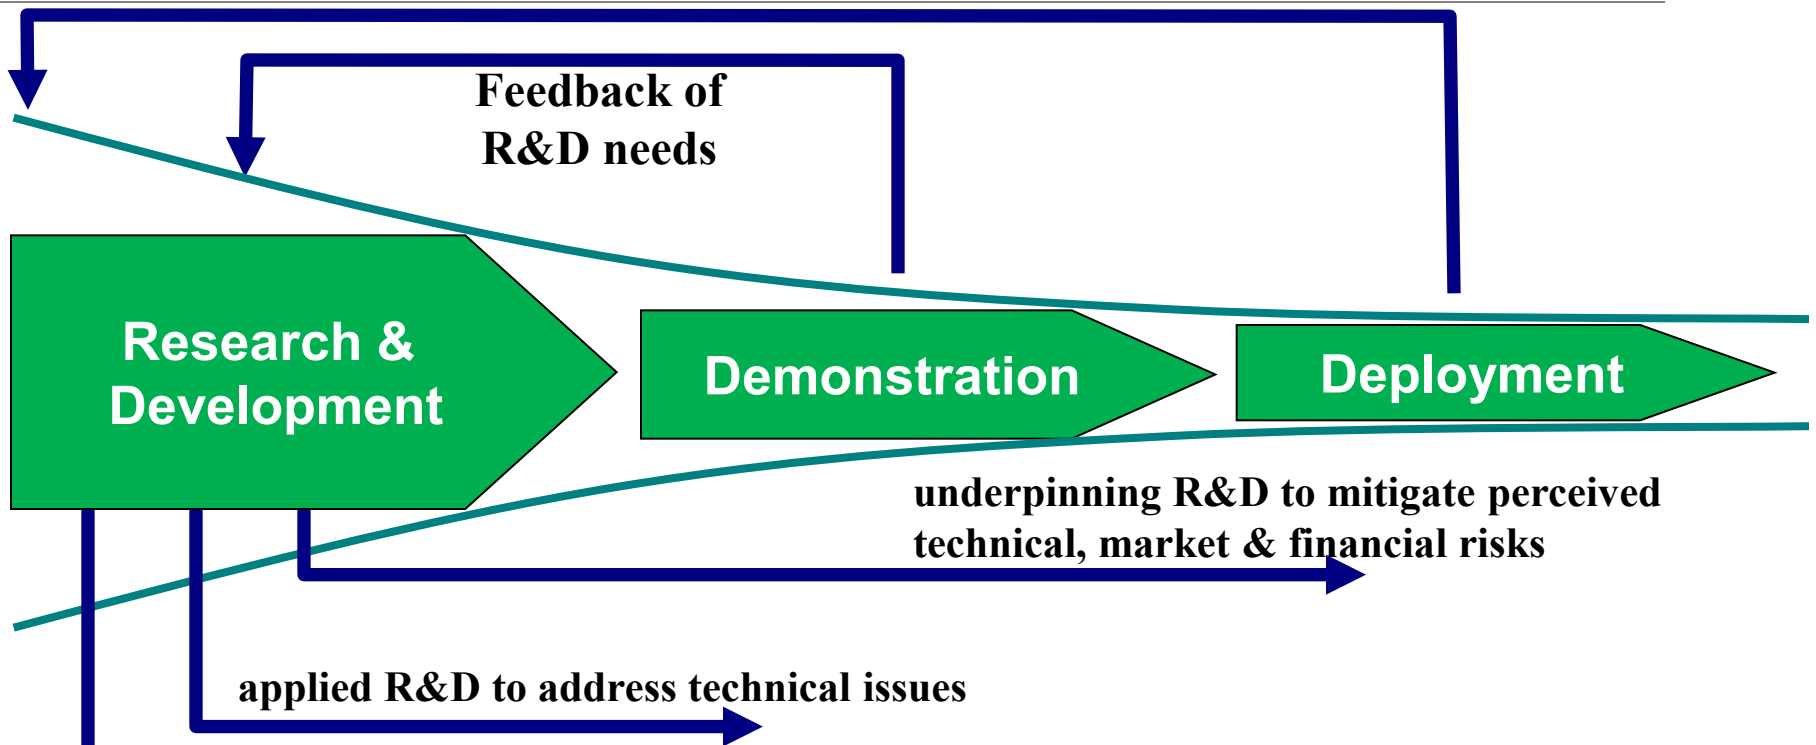 Feedback of
R&D needs
Research &
Development
Demonstration
Deployment
underpinning R&D to mitigate perceived
technical, market & financial risks
applied R&D to address technical issues